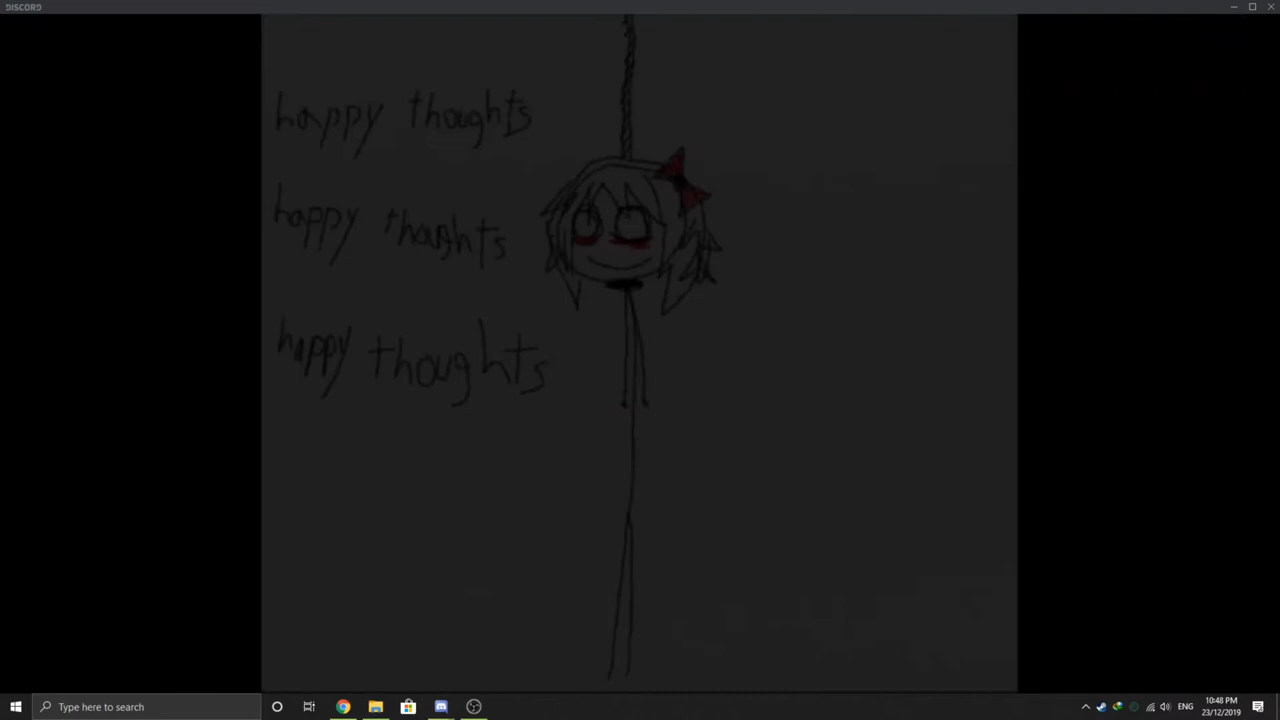 DISCORD
happy thoughts
happy thoughts
happy thoughts
Type here to search
ENG
10:48 PM
23/12/2019